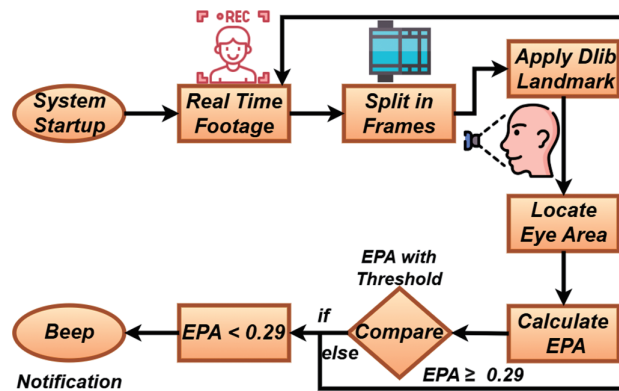 REC
System
Startup
Real Time
Footage
Split in
Frames
Apply Dlib
Landmark
Locate
Eye Area
Calculate
EPA
EPA with
Threshold
Compare
if
else
EPA ≥ 0.29
EPA < 0.29
Beep
Notification